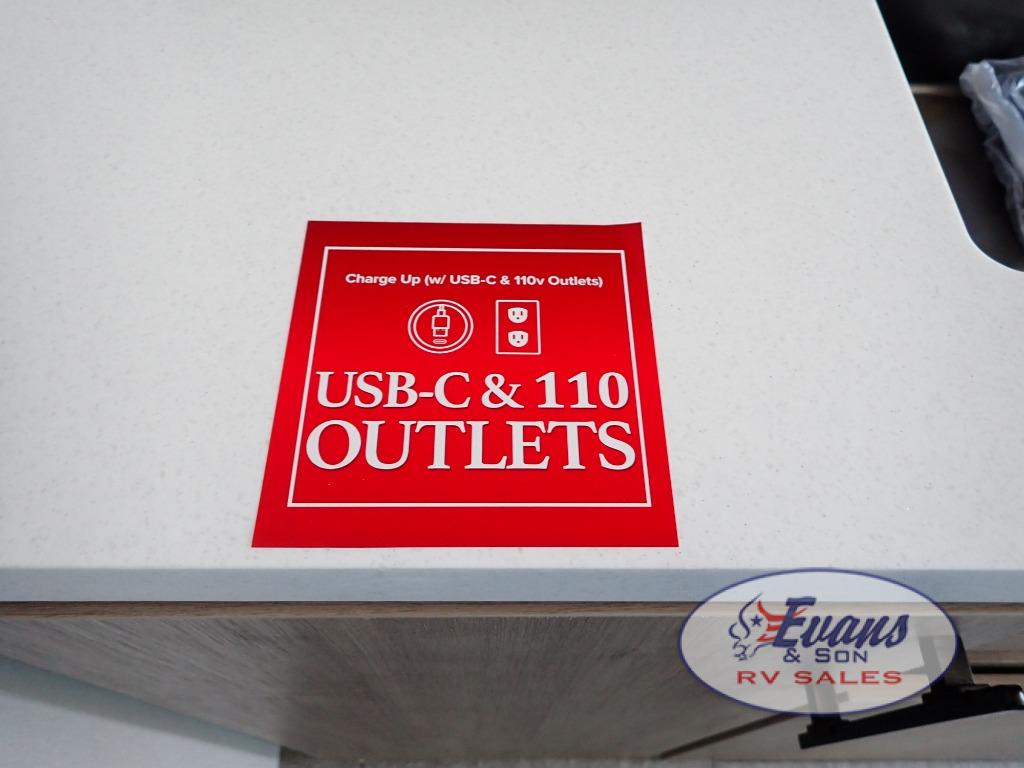 Charge Up (w/ USB-C & 110v Outlets)
USB-C & 110
OUTLETS
Evans
& SON
RV SALES